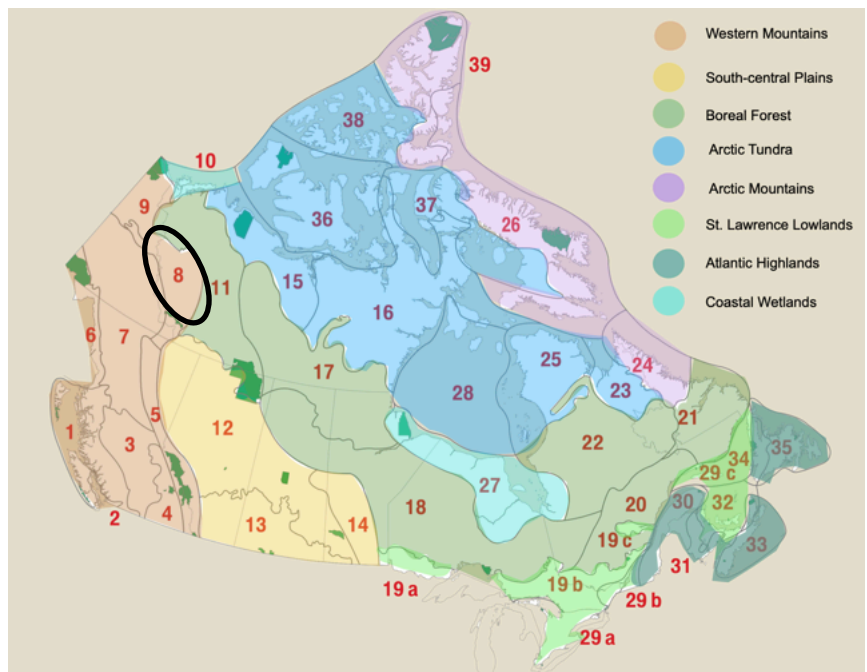 Western Mountains
South-central Plains
Boreal Forest
Arctic Tundra
Arctic Mountains
St. Lawrence Lowlands
Atlantic Highlands
Coastal Wetlands
39
38
10
9
36
37
26
8
11
15
16
6
7
17
25
24
23
28
5
12
1
3
22
21
35
34
29 c
27
32
30
18
20
2
4
13
14
33
19 c
31
19 a
19 b
29 b
29 a